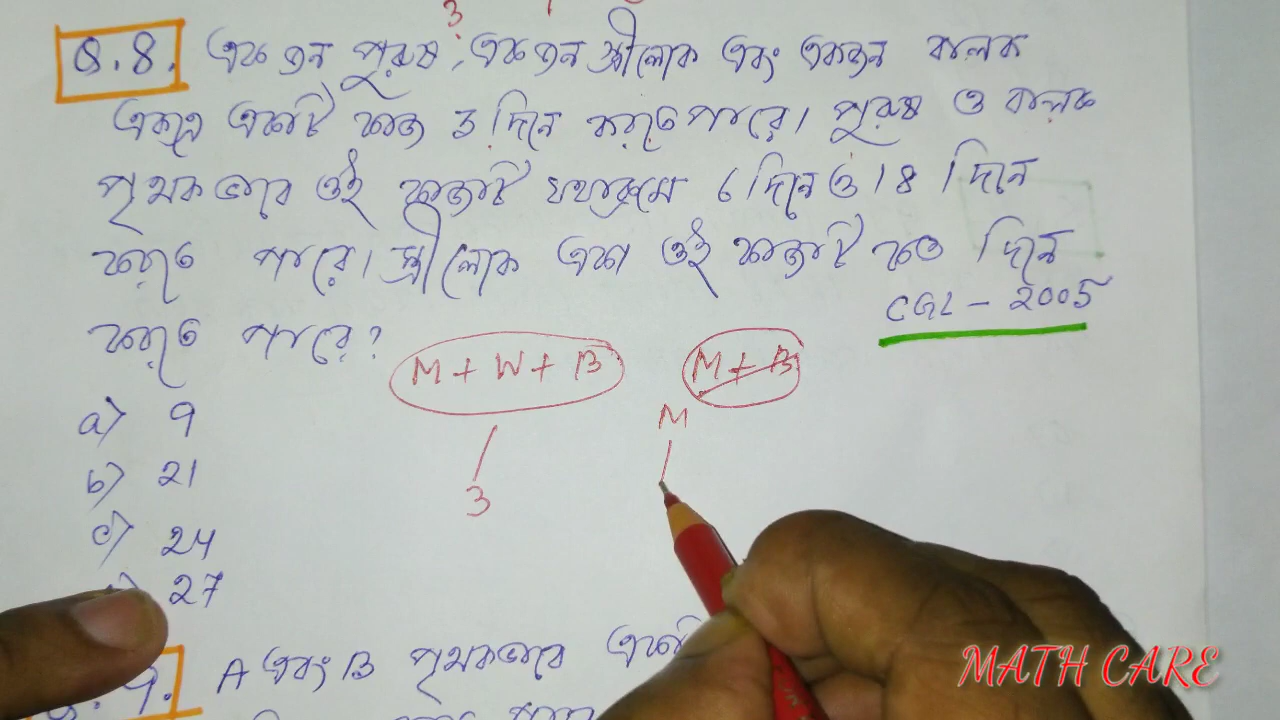 Q.8. একজন পুরুষ, একজন স্ত্রীলোক এবং একজন বালক
একত্রে একটি কাজ 3 দিনে করতে পারে। পুরুষ ও বালক
পৃথকভাবে ওই কাজটি যথাক্রমে 6 দিনে ও 18 দিনে
করতে পারে। স্ত্রীলোক একা ওই কাজটি কত দিনে
CGL - 2005
করতে পারে?
M + W + B M + B
M
3
a) 9
b) 21
c) 24
27
9. A এবং B পৃথকভাবে
MATH CARE